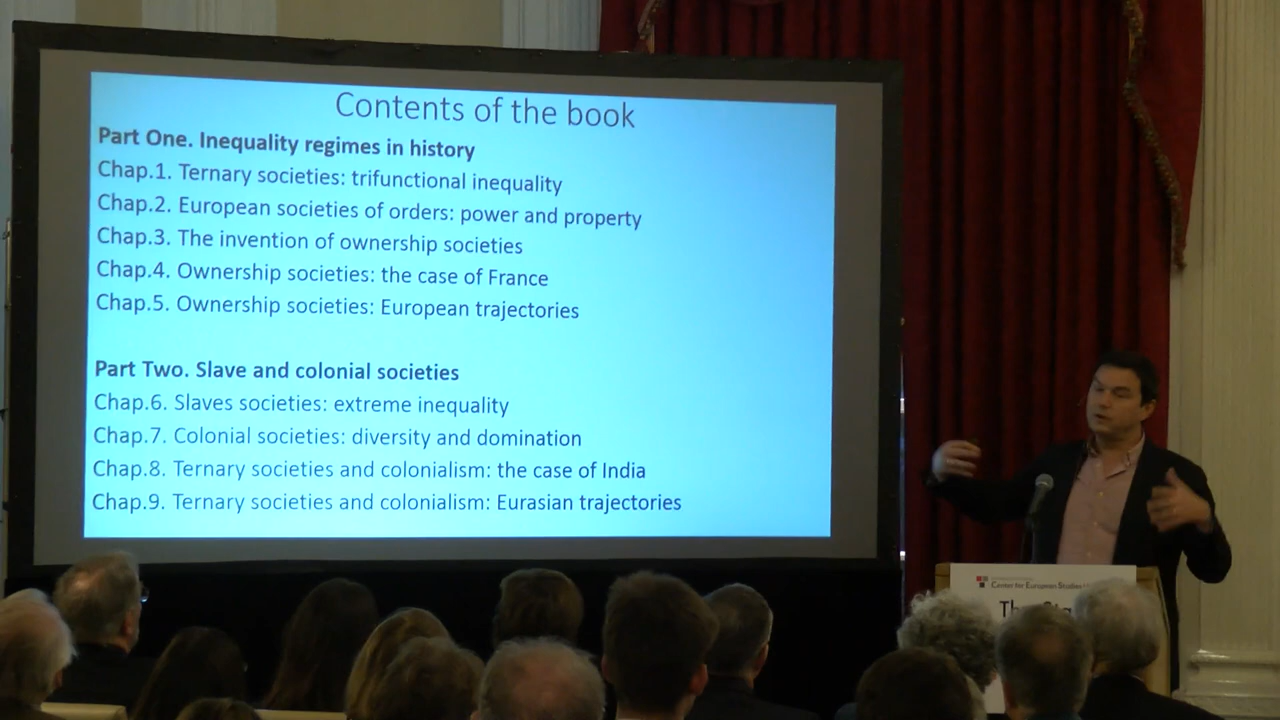 Contents of the book
Part One. Inequality regimes in history
Chap.1. Ternary societies: trifunctional inequality
Chap.2. European societies of orders: power and property
Chap.3. The invention of ownership societies
Chap.4. Ownership societies: the case of France
Chap.5. Ownership societies: European trajectories
Part Two. Slave and colonial societies
Chap.6. Slaves societies: extreme inequality
Chap.7. Colonial societies: diversity and domination
Chap.8. Ternary societies and colonialism: the case of India
Chap.9. Ternary societies and colonialism: Eurasian trajectories
Center for European Studies